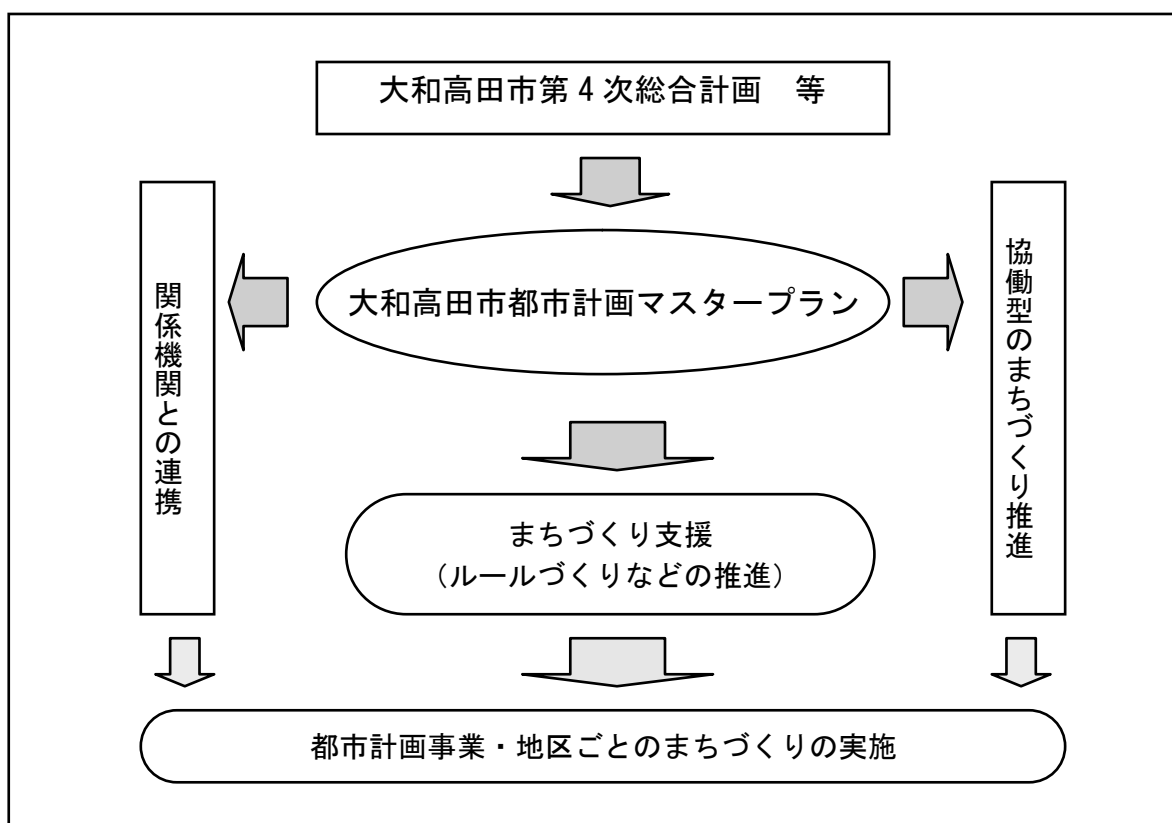 大和高田市第4次総合計画　等
関係機関との連携
大和高田市都市計画マスタープラン
協働型のまちづくり推進
まちづくり支援
（ルールづくりなどの推進）
都市計画事業・地区ごとのまちづくりの実施